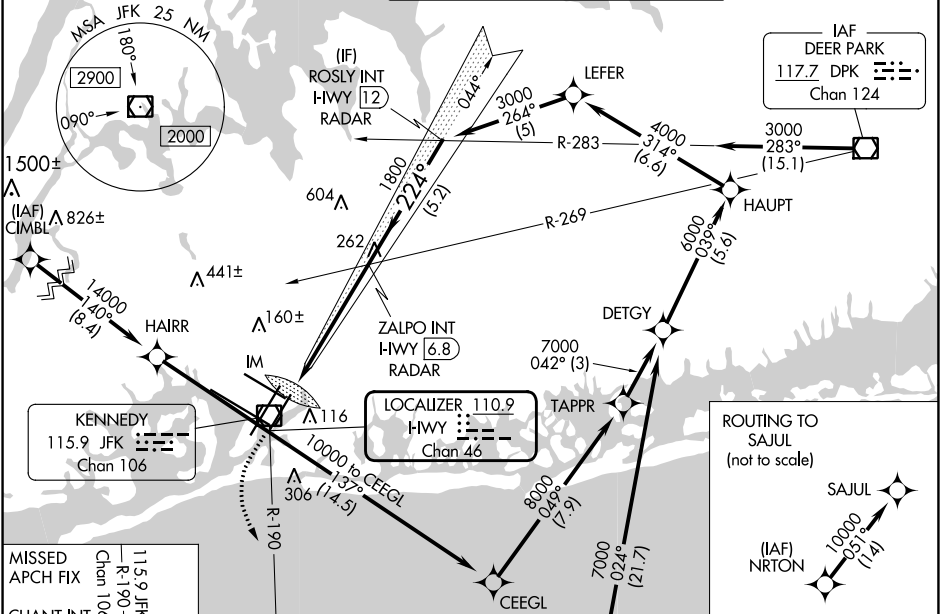 MSA JFK 25 NM
180°
2900
090°
2000
(IF)
ROSLY INT
I-WY 12
RADAR
044°
LEFER
3000
264°
(5)
IAF
DEER PARK
117.7 DPK
Chan 124
R-283
4000
314°
(6.6)
3000
283°
(15.1)
1500±
(IAF)
CIMBL
826±
604
1800
224°
(5.2)
HAUPT
R-269
262
6000
039°
(5.6)
441±
14000
140°
(8.4)
HAIRR
160±
ZALPO INT
I-WY 6.8
RADAR
DETGY
7000
042° (3)
IM
TAPPR
KENNEDY
115.9 JFK
Chan 106
116
LOCALIZER 110.9
I-WY
Chan 46
10000 to CEEGL
137°
(14.5)
306
R-190
8000
049°
(7.9)
7000
024°
(21.7)
CEEGL
ROUTING TO
SAJUL
(not to scale)
SAJUL
10000
051°
(14)
(IAF)
NRTON
MISSED
APCH FIX
115.9 JFK
R-190
Chan 106
CHANT INT